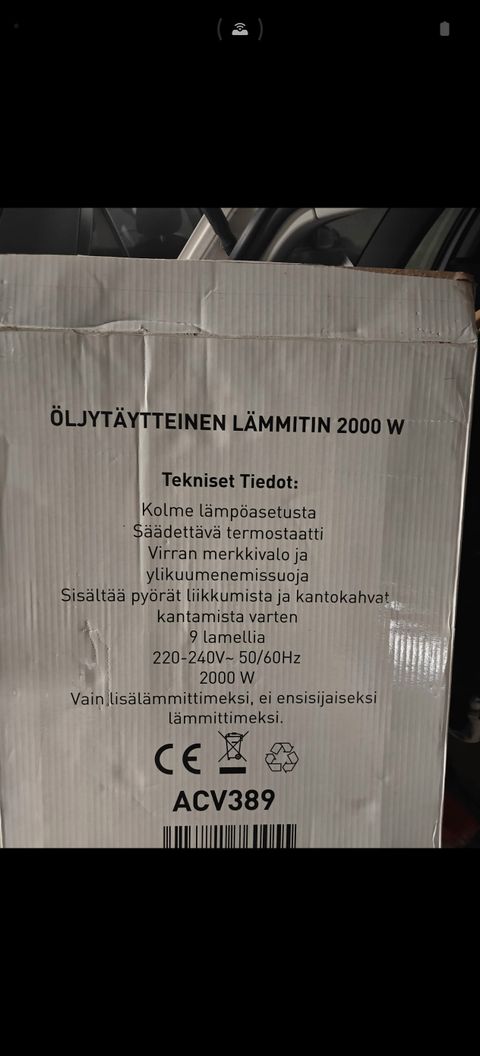 ÖLJYTÄYTTEINEN LÄMMITIN 2000 W
Tekniset Tiedot:
Kolme lämpöasetusta
Säädettävä termostaatti
Virran merkkivalo ja
ylikuumenemissuoja
Sisältää pyörät liikkumista ja kantokahvat
kantamista varten
9 lamellia
220-240V~ 50/60Hz
2000 W
Vain lisälämmittimeksi, ei ensisijaiseksi
lämmittimeksi.
CE
ACV389